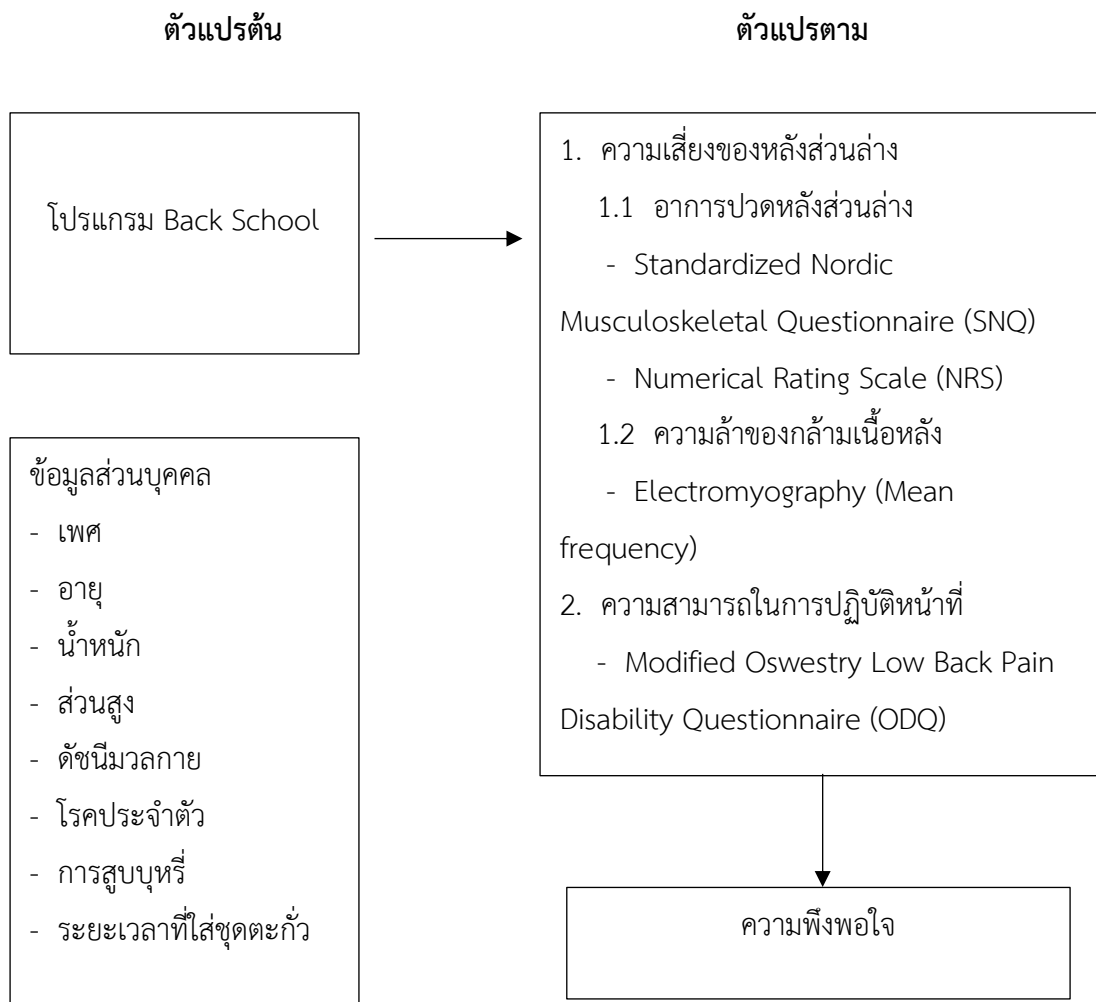 ตัวแปรต้น
ตัวแปรตาม
โปรแกรม Back School
1. ความเสี่ยงของหลังส่วนล่าง
1.1 อาการปวดหลังส่วนล่าง
- Standardized Nordic
Musculoskeletal Questionnaire (SNQ)
- Numerical Rating Scale (NRS)
1.2 ความล้าของกล้ามเนื้อหลัง
- Electromyography (Mean
frequency)
2. ความสามารถในการปฏิบัติหน้าที่
- Modified Oswestry Low Back Pain
Disability Questionnaire (ODQ)
ข้อมูลส่วนบุคคล
- เพศ
- อายุ
- น้ำหนัก
- ส่วนสูง
- ดัชนีมวลกาย
- โรคประจำตัว
- การสูบบุหรี่
- ระยะเวลาที่ใส่ชุดตะกั่ว
ความพึงพอใจ